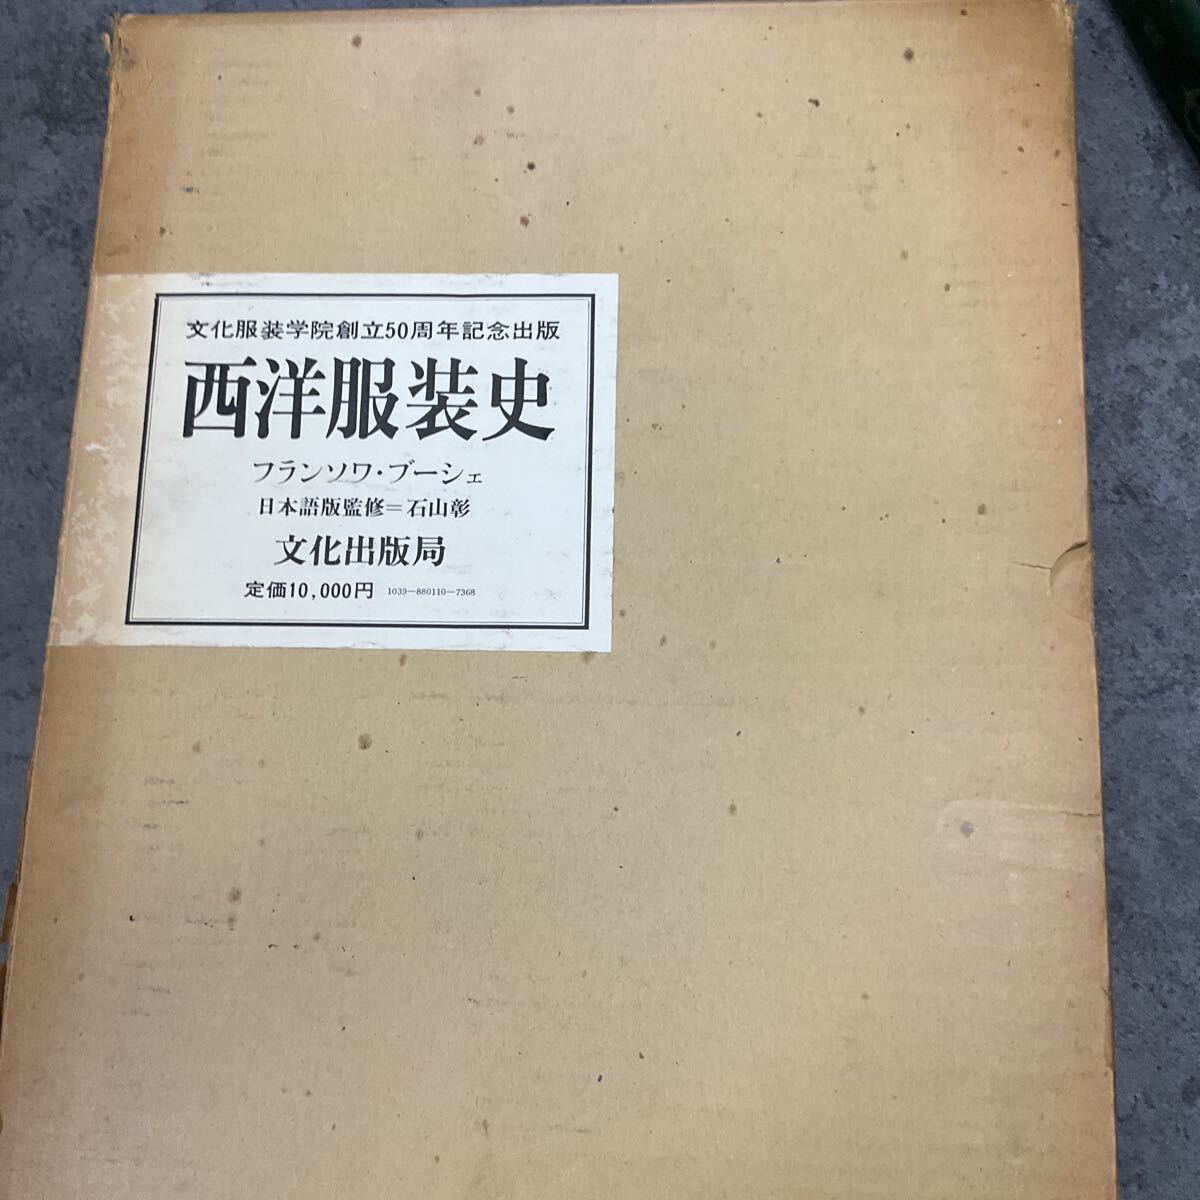 文化服装学院創立50周年記念出版
西洋服装史
フランソワ・ブーシェ
日本語版監修＝石山彰
文化出版局
定価10,000円 1039-880110-7368